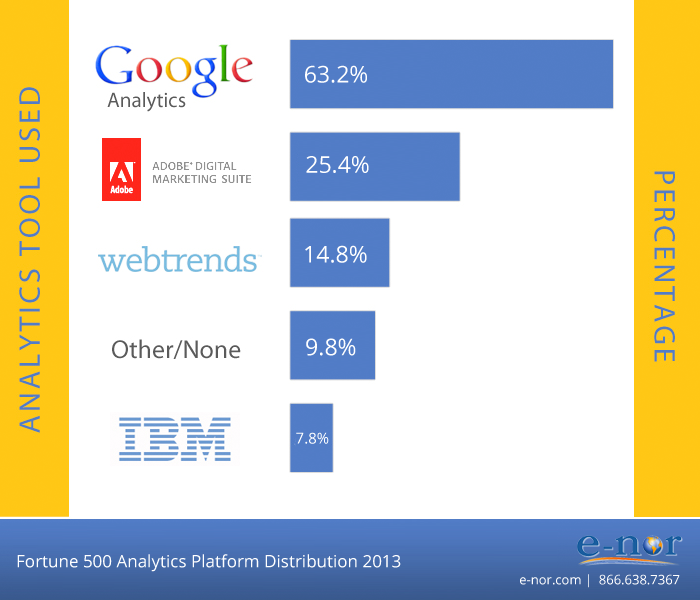 ANALYTICS TOOL USED
Google
Analytics
63.2%
Adobe
ADOBE® DIGITAL
MARKETING SUITE
25.4%
webtrends
14.8%
Other/None
9.8%
IBM
7.8%
PERCENTAGE
Fortune 500 Analytics Platform Distribution 2013
e-nor
e-nor.com | 866.638.7367